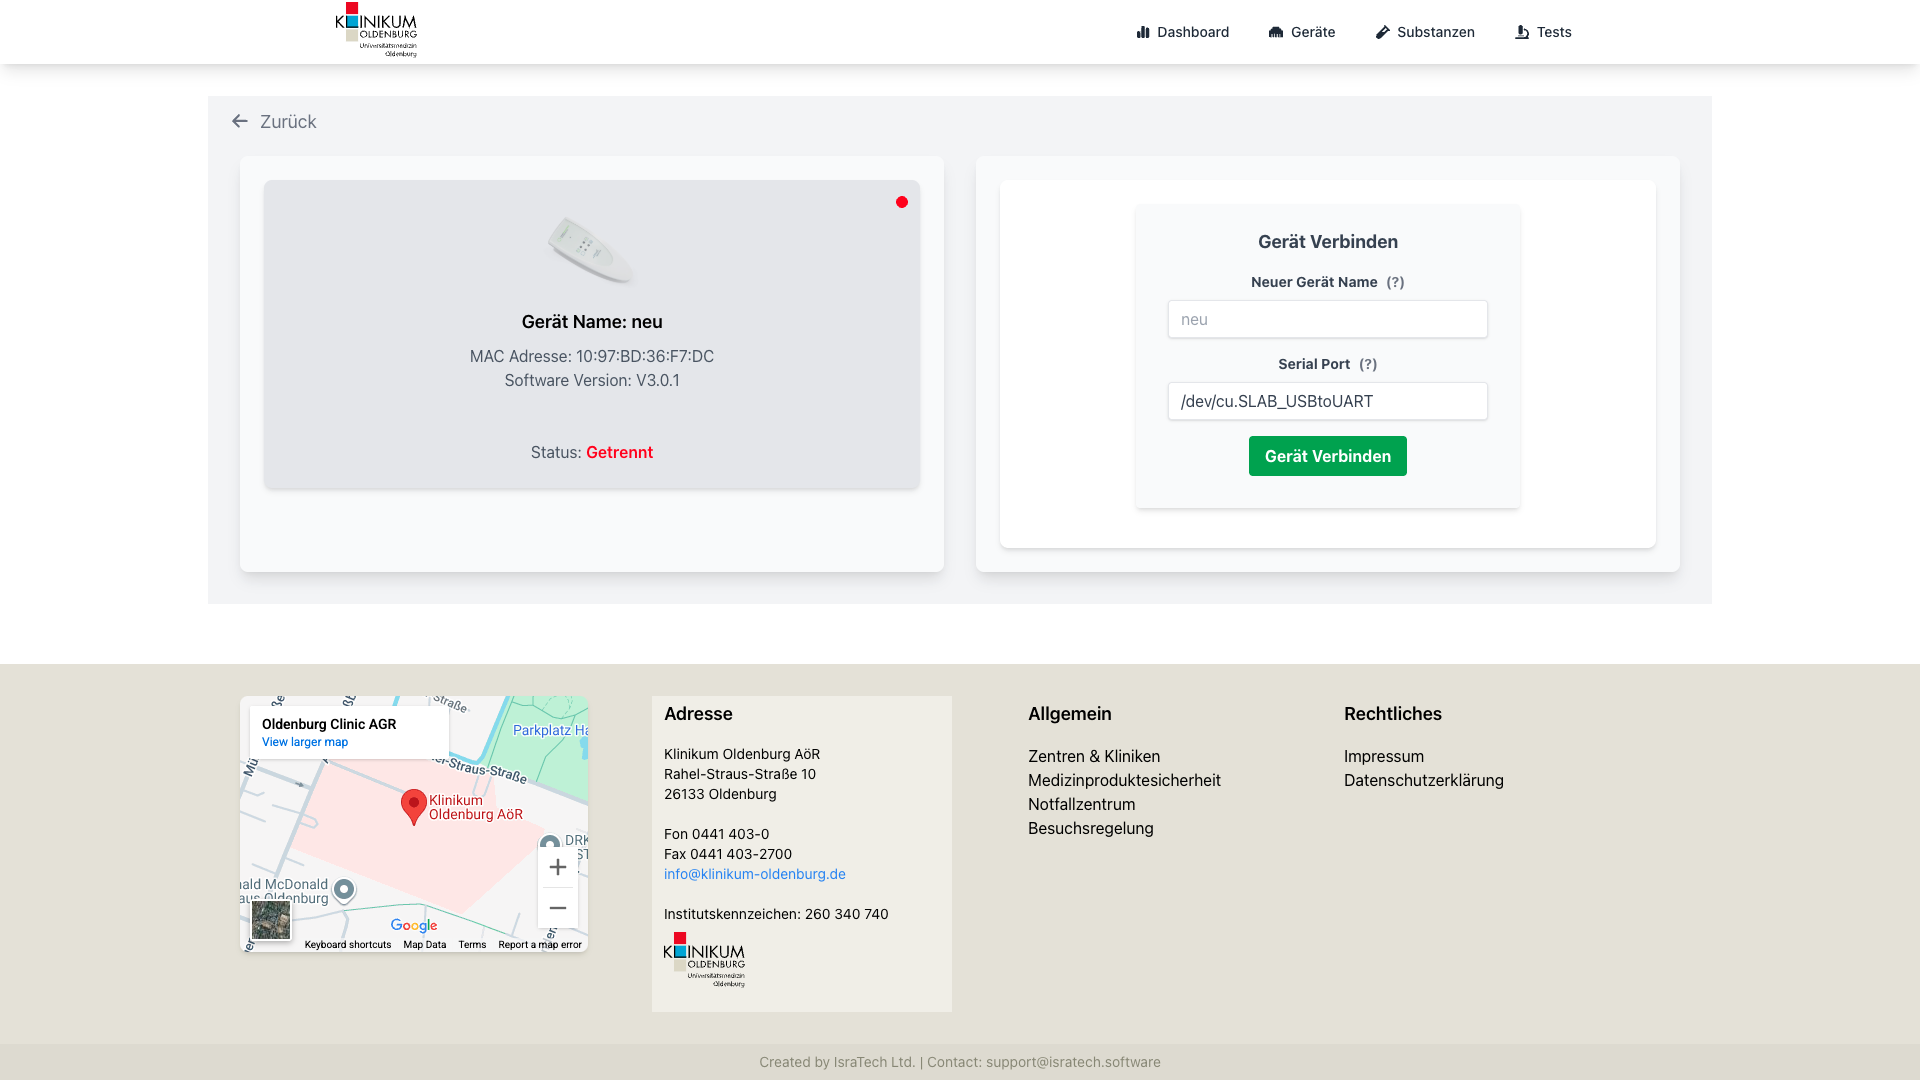 KLINIKUM
OLDENBURG
Universitätsmedizin
Oldenburg
Dashboard
Geräte
Substanzen
Tests
Zurück
Gerät Name: neu
MAC Adresse: 10:97:BD:36:F7:DC
Software Version: V3.0.1
Status: Getrennt
Gerät Verbinden
Neuer Gerät Name (?)
neu
Serial Port (?)
/dev/cu.SLAB_USBtoUART
Gerät Verbinden
Oldenburg Clinic AGR
View larger map
Straße
Parkplatz Ha
el-Straus-Straße
Klinikum
Oldenburg AöR
DRK
ST
ald McDonald
aus Oldenburg
Google
Keyboard shortcuts
Map Data
Terms
Report a map error
Adresse
Klinikum Oldenburg AöR
Rahel-Straus-Straße 10
26133 Oldenburg
Fon 0441 403-0
Fax 0441 403-2700
info@klinikum-oldenburg.de
Institutskennzeichen: 260 340 740
KLINIKUM
OLDENBURG
Universitätsmedizin
Oldenburg
Allgemein
Zentren & Kliniken
Medizinproduktesicherheit
Notfallzentrum
Besuchsregelung
Rechtliches
Impressum
Datenschutzerklärung
Created by IsraTech Ltd. | Contact: support@isratech.software